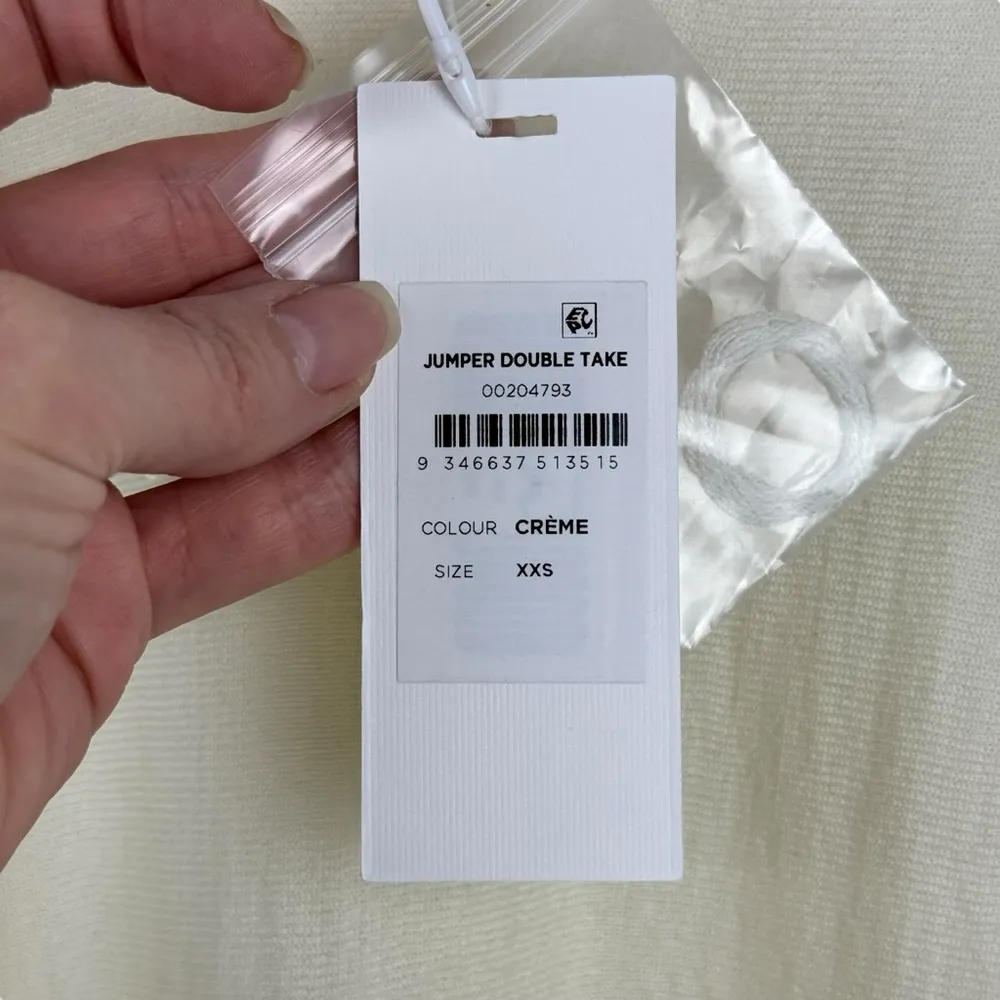 JUMPER DOUBLE TAKE
00204793
9 346637 513515
COLOUR CRÈME
SIZE XXS